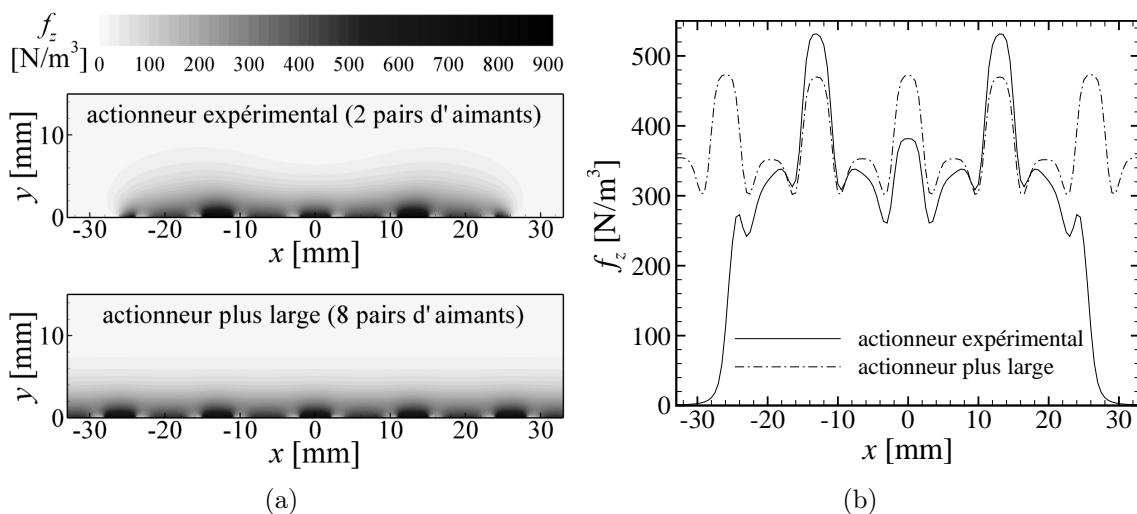 f_z
[N/m³]
0 100 200 300 400 500 600 700 800 900
actionneur expérimental (2 pairs d'aimants)
y [mm]
10
0
-30 -20 -10 0 10 20 30
x [mm]
actionneur plus large (8 pairs d'aimants)
y [mm]
10
0
-30 -20 -10 0 10 20 30
x [mm]
(a)
f_z [N/m³]
500
400
300
200
100
0
actionneur expérimental
actionneur plus large
-30 -20 -10 0 10 20 30
x [mm]
(b)